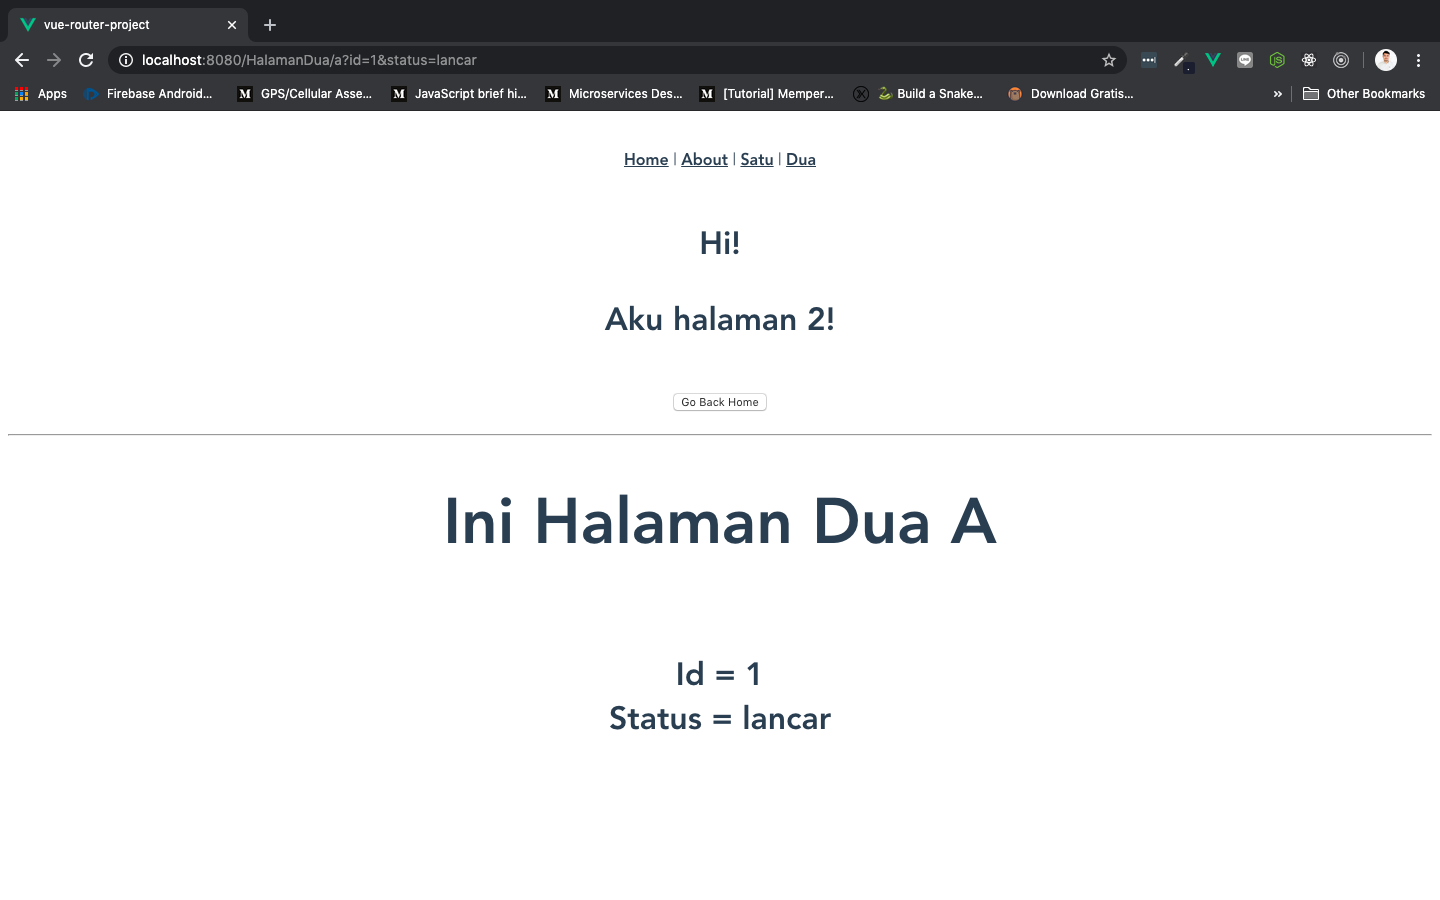 vue-router-project
localhost:8080/HalamanDua/a?id=1&status=lancar
Apps Firebase Android... M GPS/Cellular Asse... M JavaScript brief hi... M Microservices Des... M [Tutorial] Memper... Build a Snake... Download Gratis... » Other Bookmarks
Home | About | Satu | Dua
Hi!
Aku halaman 2!
Go Back Home
Ini Halaman Dua A
Id = 1
Status = lancar